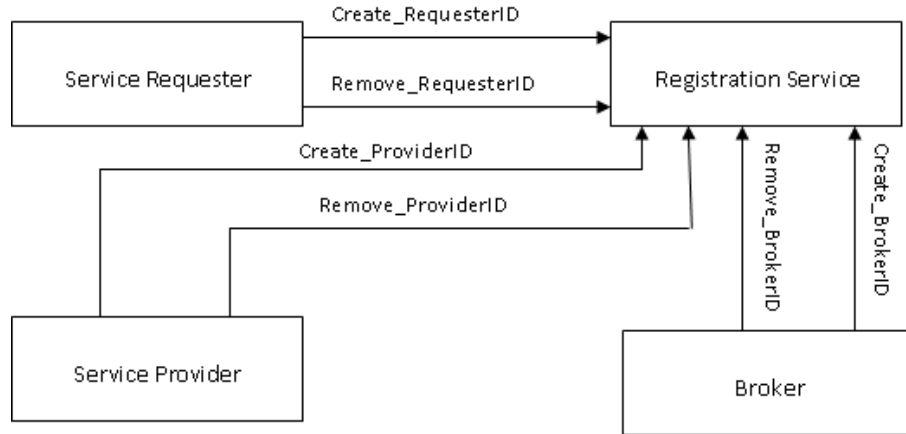 Create_RequesterID
Service Requester
Registration Service
Remove_RequesterID
Create_ProviderID
Remove_ProviderID
Remove_BrokerID
Create_BrokerID
Service Provider
Broker